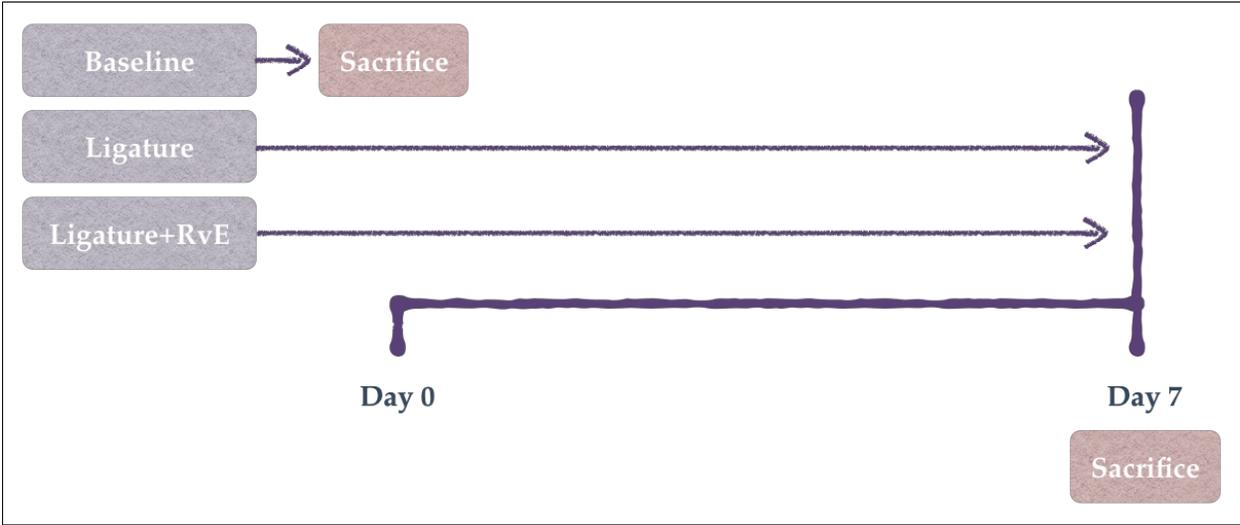 Baseline
Sacrifice
Ligature
Ligature+RvE
Day 0
Day 7
Sacrifice